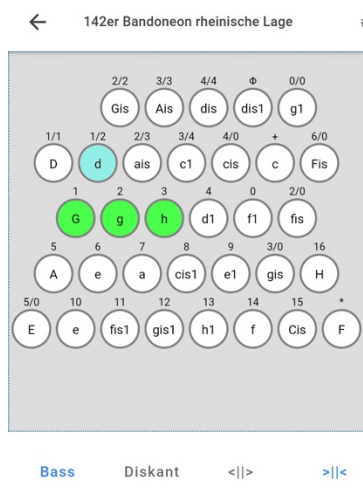 142er Bandoneon rheinische Lage
2/2 3/3 4/4 Φ 0/0
Gis Ais dis dis1 g1
1/1 1/2 2/3 3/4 4/0 + 6/0
D d ais c1 cis c Fis
1 2 3 4 0 2/0
G g h d1 f1 fis
5 6 7 8 9 3/0 16
A e a cis1 e1 gis H
5/0 10 11 12 13 14 15 *
E e fis1 gis1 h1 f Cis F
Bass Diskant <||> >||<